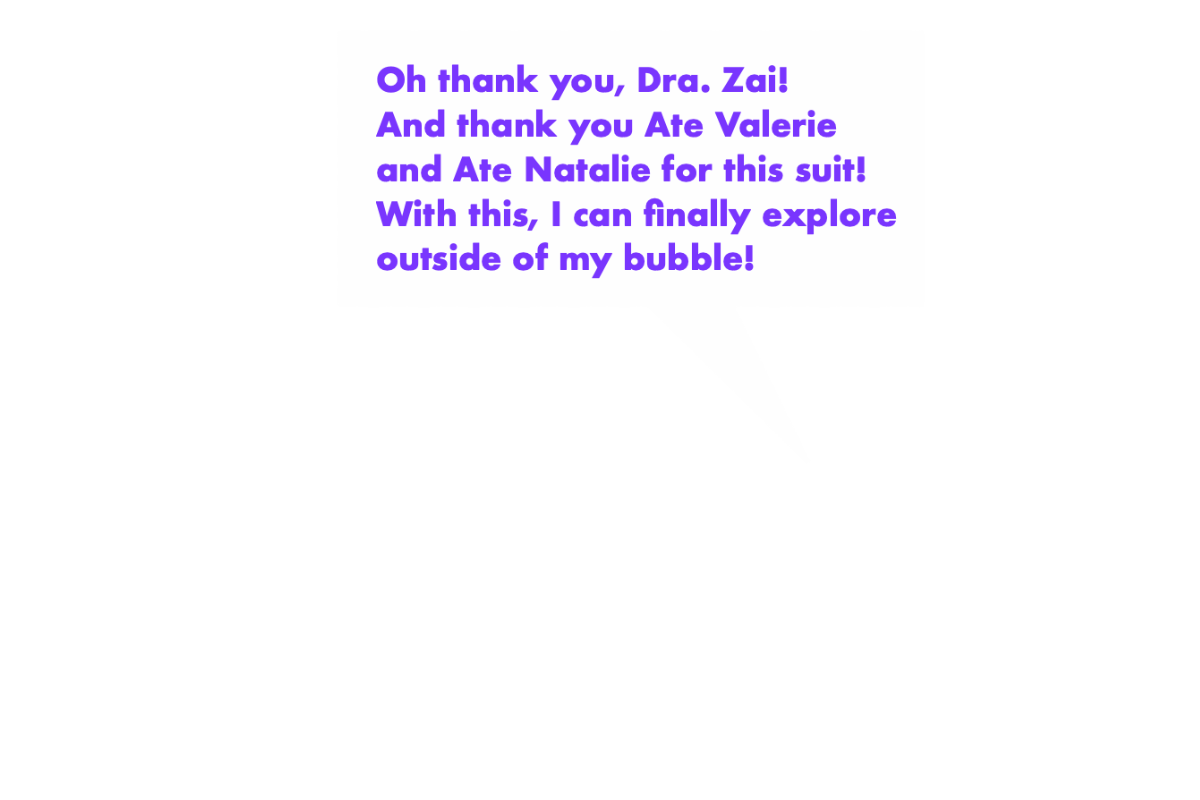 Oh thank you, Dra. Zai!
And thank you Ate Valerie
and Ate Natalie for this suit!
With this, I can finally explore
outside of my bubble!